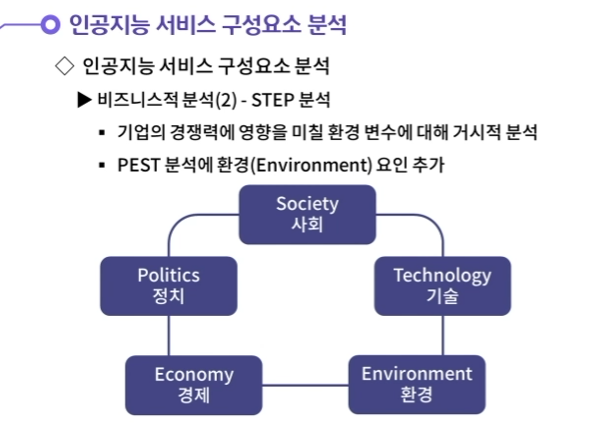 인공지능 서비스 구성요소 분석
◇ 인공지능 서비스 구성요소 분석
▶ 비즈니스적 분석(2) - STEP 분석
▪ 기업의 경쟁력에 영향을 미칠 환경 변수에 대해 거시적 분석
▪ PEST 분석에 환경(Environment) 요인 추가
Society
사회
Politics
정치
Technology
기술
Economy
경제
Environment
환경